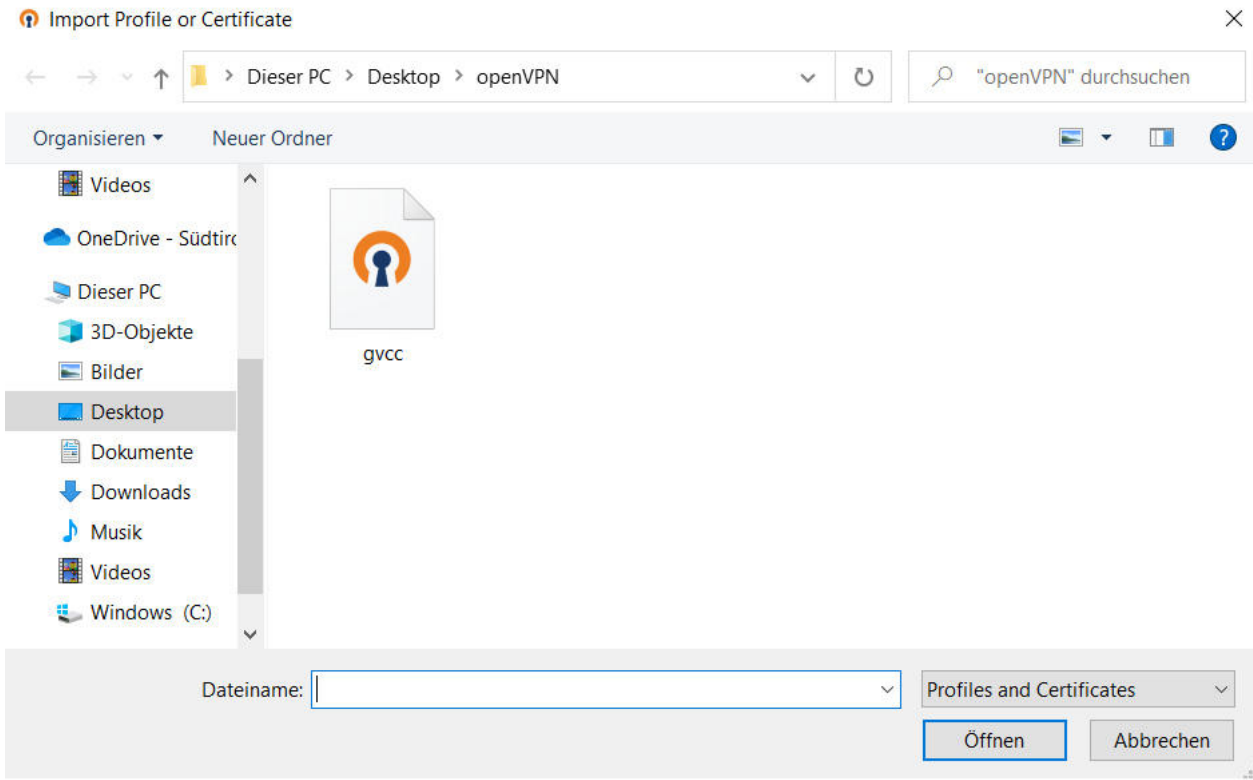 Import Profile or Certificate
Dieser PC > Desktop > openVPN
"openVPN" durchsuchen
Organisieren
Neuer Ordner
Videos
OneDrive - Südtiro
Dieser PC
3D-Objekte
Bilder
Desktop
Dokumente
Downloads
Musik
Videos
Windows (C:)
gvcc
Dateiname:
Profiles and Certificates
Öffnen
Abbrechen